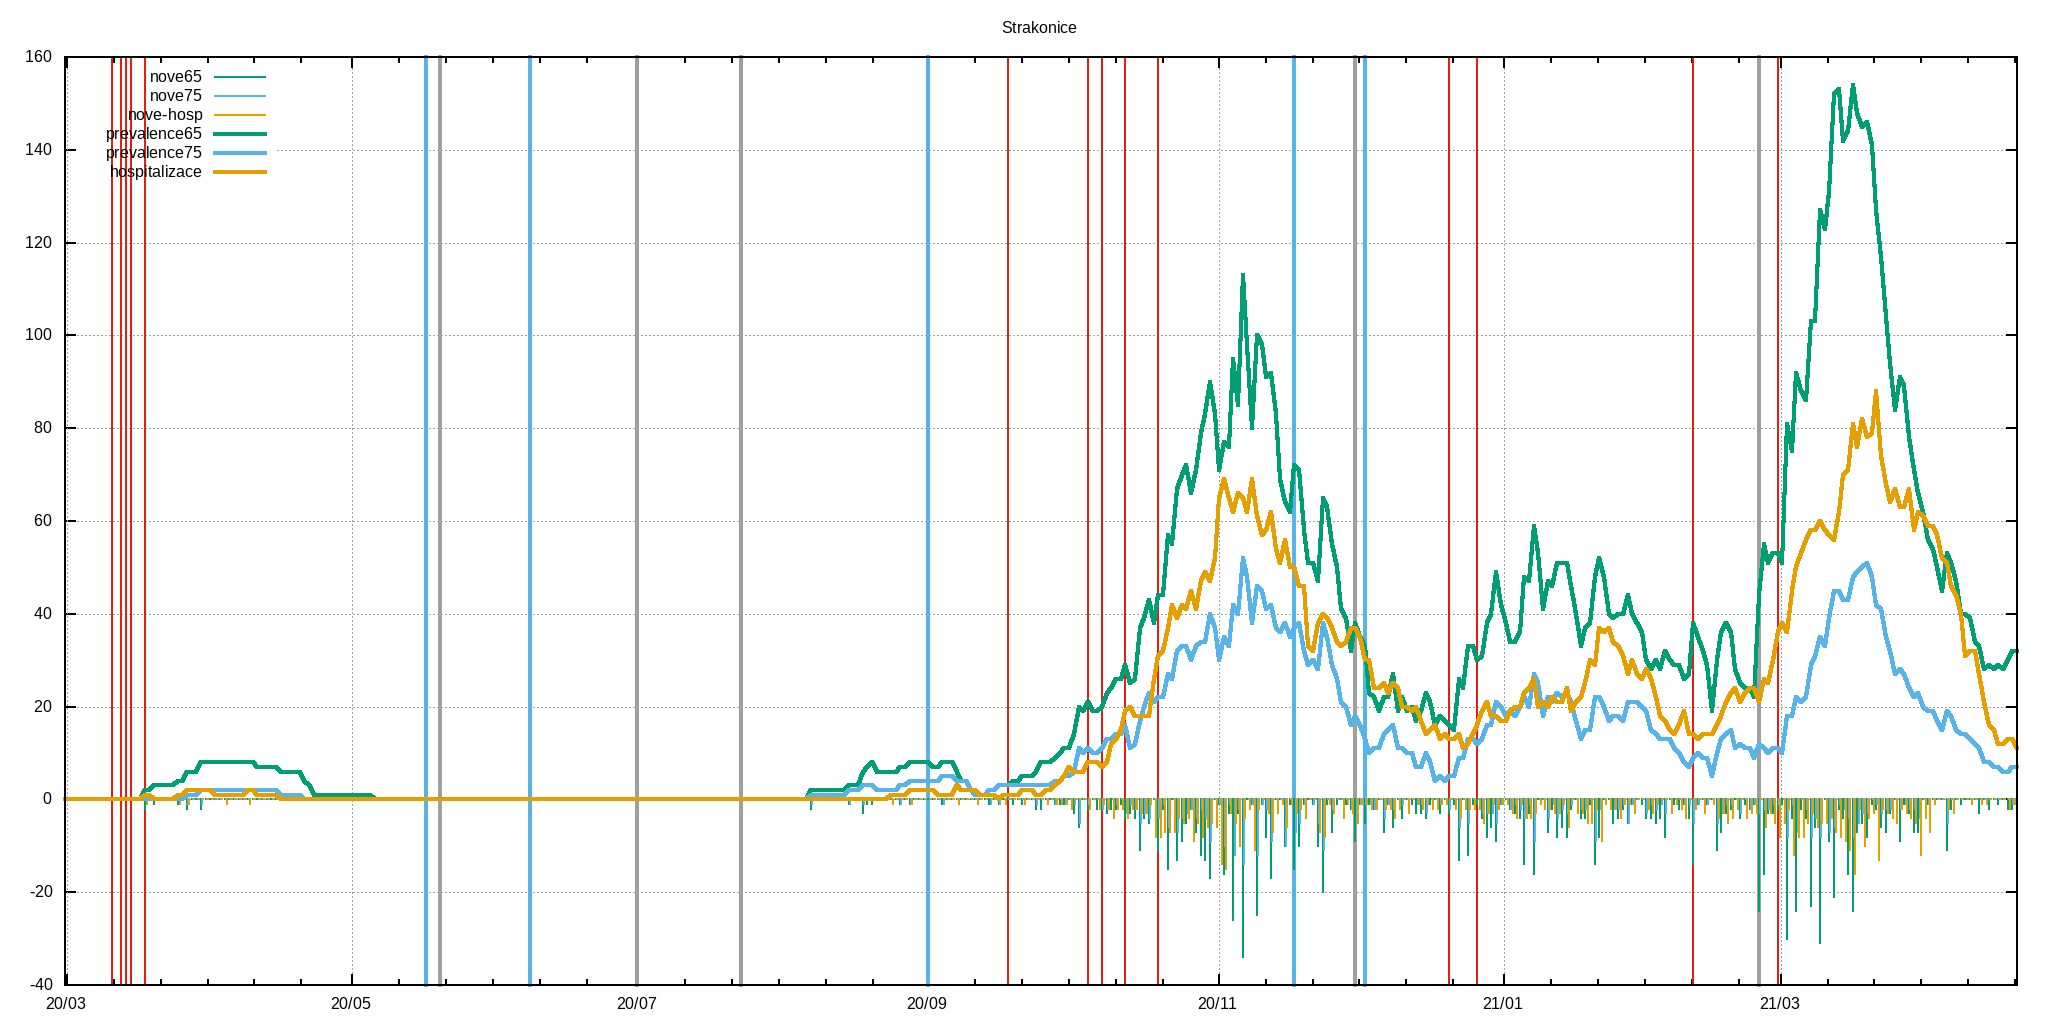 Strakonice
160
140
120
100
80
60
40
20
0
-20
-40
nove65
nove75
nove-hosp
prevalence65
prevalence75
hospitalizace
20/03 20/05 20/07 20/09 20/11 21/01 21/03